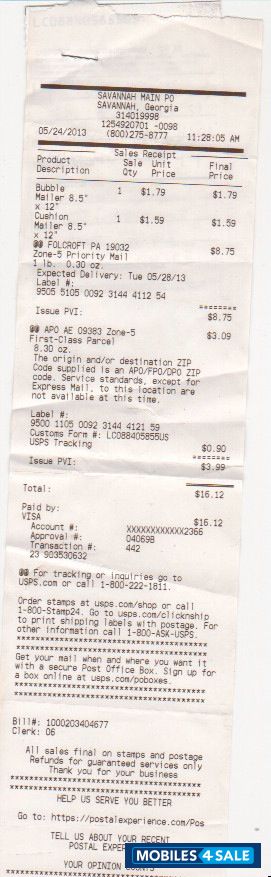 SAVANNAH MAIN PO
SAVANNAH, Georgia
314019998
1254920701 -0098
05/24/2013 (800)275-8777 11:28:05 AM
Sales Receipt
Product Sale Unit Final
Description Qty Price Price
Bubble 1 $1.79 $1.79
Mailer 8.5"
x 12"
Cushion 1 $1.59 $1.59
Mailer 8.5"
x 12"
@@ FOLCROFT PA 19032 $8.75
Zone-5 Priority Mail
1 lb. 0.30 oz.
Expected Delivery: Tue 05/28/13
Label #:
9505 5105 0092 3144 4112 54
========
Issue PVI: $8.75
@@ APO AE 09383 Zone-5 $3.09
First-Class Parcel
8.30 oz.
The origin and/or destination ZIP
Code supplied is an APO/FPO/DPO ZIP
code. Service standards, except for
Express Mail, to this location are
not available at this time.
Label #:
9500 1105 0092 3144 4121 59
Customs Form #: LC088405855US
USPS Tracking $0.90
========
Issue PVI: $3.99
Total: $16.12
Paid by:
VISA $16.12
Account #: XXXXXXXXXXXX2366
Approval #: 04069B
Transaction #: 442
23 903530632
@@ For tracking or inquiries go to
USPS.com or call 1-800-222-1811.
Order stamps at usps.com/shop or call
1-800-Stamp24. Go to usps.com/clicknship
to print shipping labels with postage. For
other information call 1-800-ASK-USPS.
Get your mail when and where you want it
with a secure Post Office Box. Sign up for
a box online at usps.com/poboxes.
Bill#: 1000203404677
Clerk: 06
All sales final on stamps and postage
Refunds for guaranteed services only
Thank you for your business
HELP US SERVE YOU BETTER
Go to: https://postalexperience.com/Pos
TELL US ABOUT YOUR RECENT
POSTAL
YOUR OPINION
MOBILES4SALE